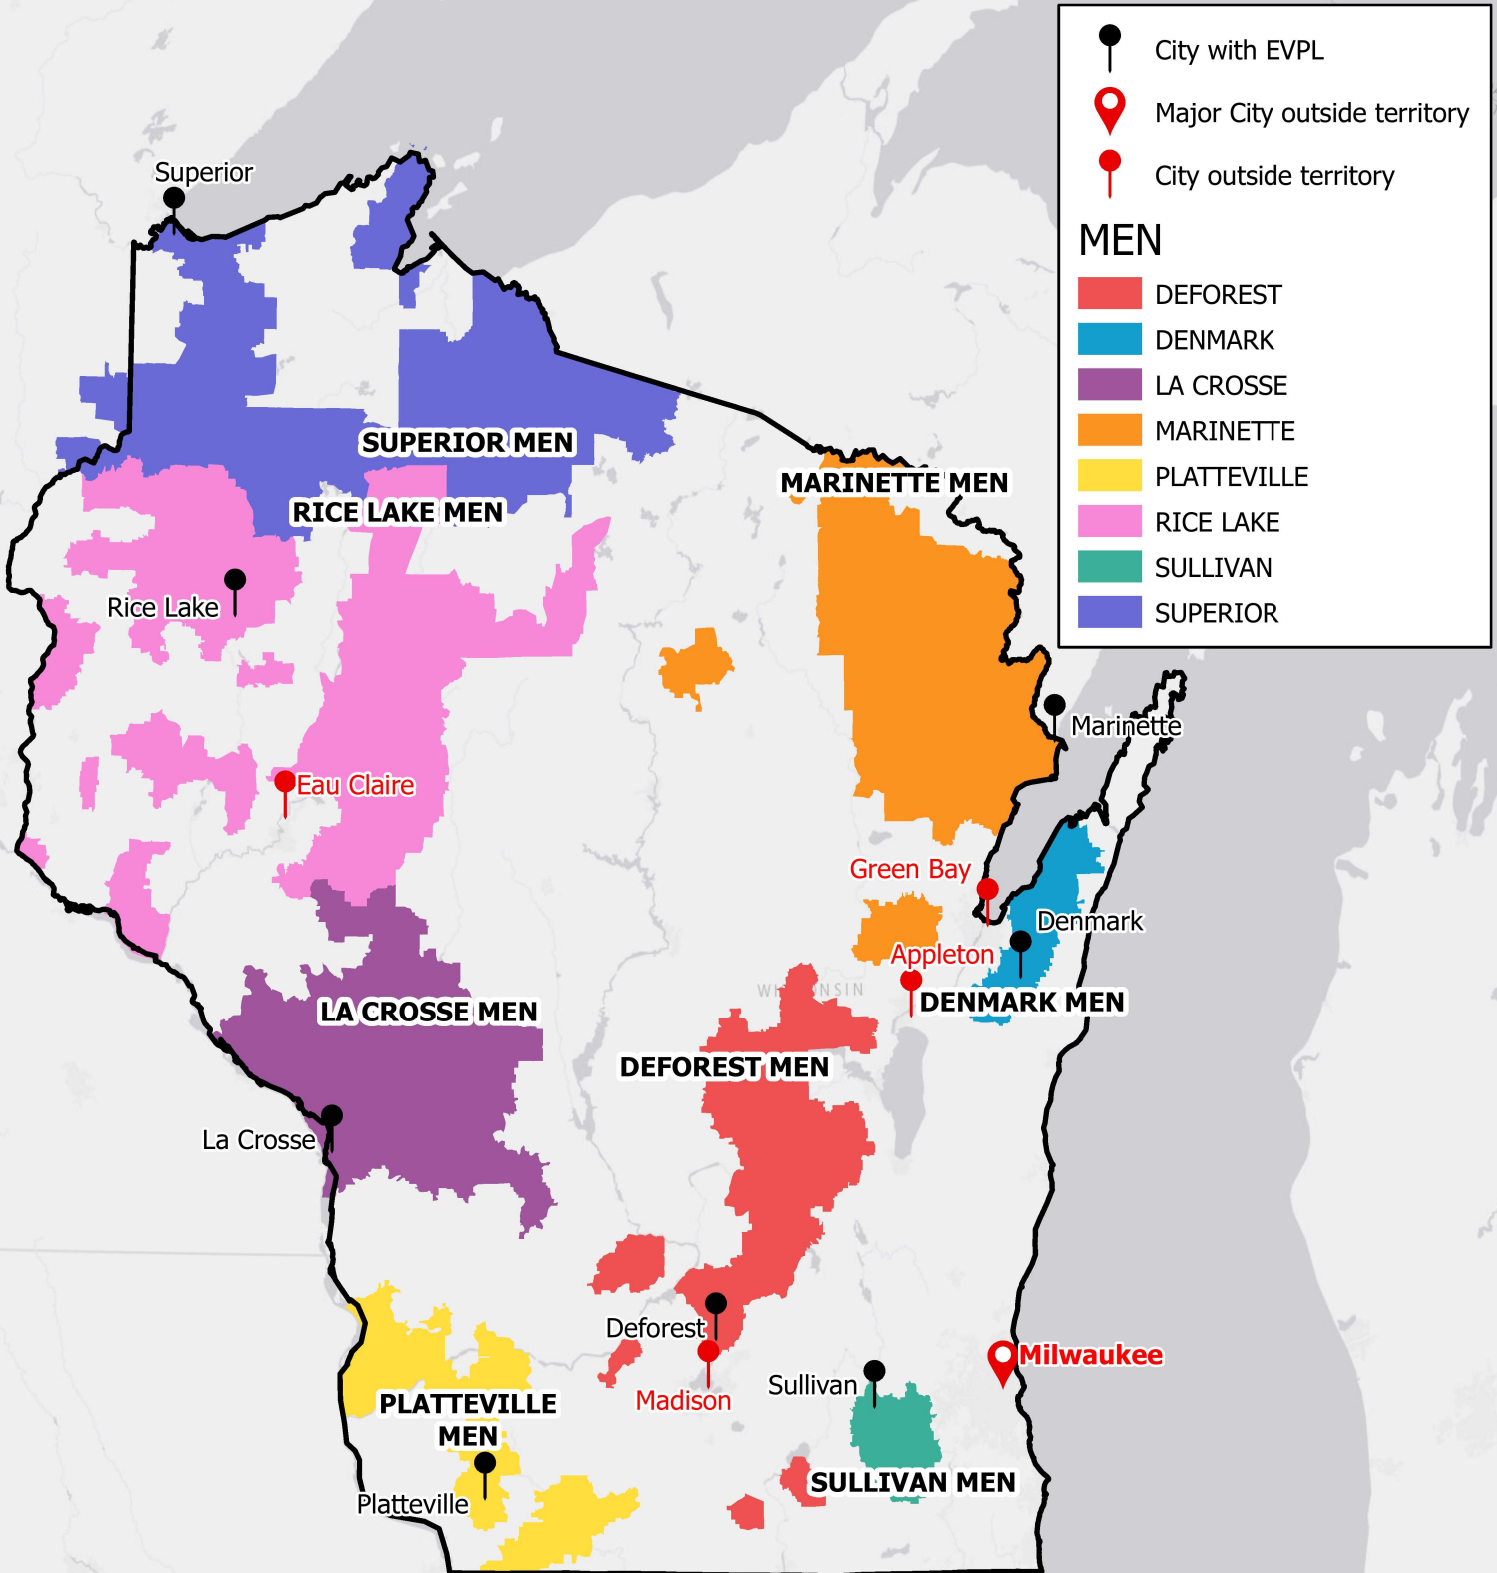 City with EVPL
Major City outside territory
City outside territory
MEN
DEFOREST
DENMARK
LA CROSSE
MARINETTE
PLATTEVILLE
RICE LAKE
SULLIVAN
SUPERIOR
Superior
SUPERIOR MEN
MARINETTE MEN
RICE LAKE MEN
Rice Lake
Marinette
Eau Claire
Green Bay
Denmark
Appleton
WISCONSIN
DENMARK MEN
LA CROSSE MEN
DEFOREST MEN
La Crosse
Deforest
Milwaukee
Sullivan
Madison
PLATTEVILLE
MEN
SULLIVAN MEN
Platteville